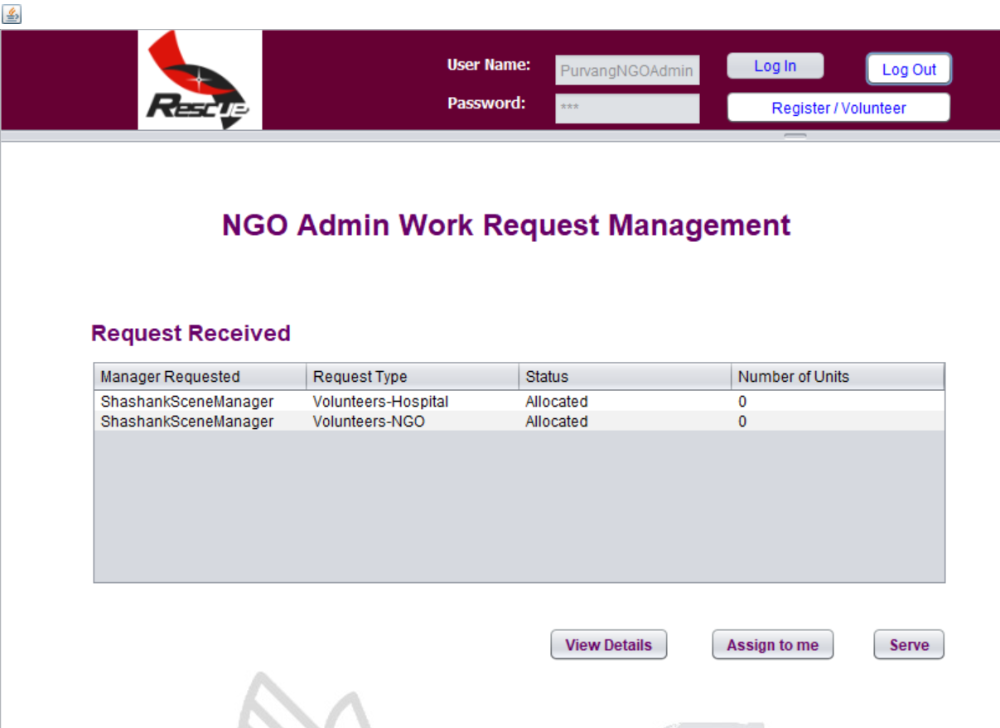 User Name: PurvangNGOAdmin Log In Log Out
Password: *** Register / Volunteer
Rescue
NGO Admin Work Request Management
Request Received
Manager Requested Request Type Status Number of Units
ShashankSceneManager Volunteers-Hospital Allocated 0
ShashankSceneManager Volunteers-NGO Allocated 0
View Details Assign to me Serve